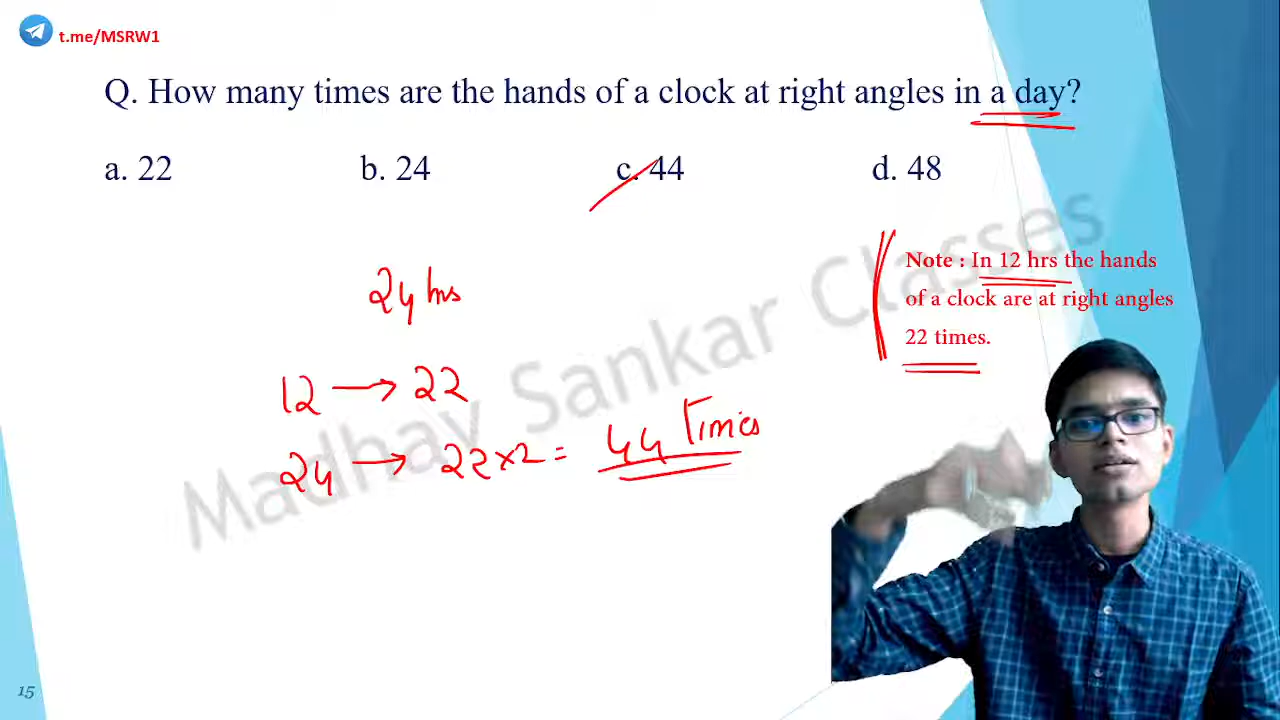 t.me/MSRW1
Q. How many times are the hands of a clock at right angles in a day?
a. 22 b. 24 c. 44 d. 48
Note : In 12 hrs the hands
of a clock are at right angles
22 times.
24 hrs
12 → 22
24 → 22×2 = 44 Times
Madhav Sankar Classes
15